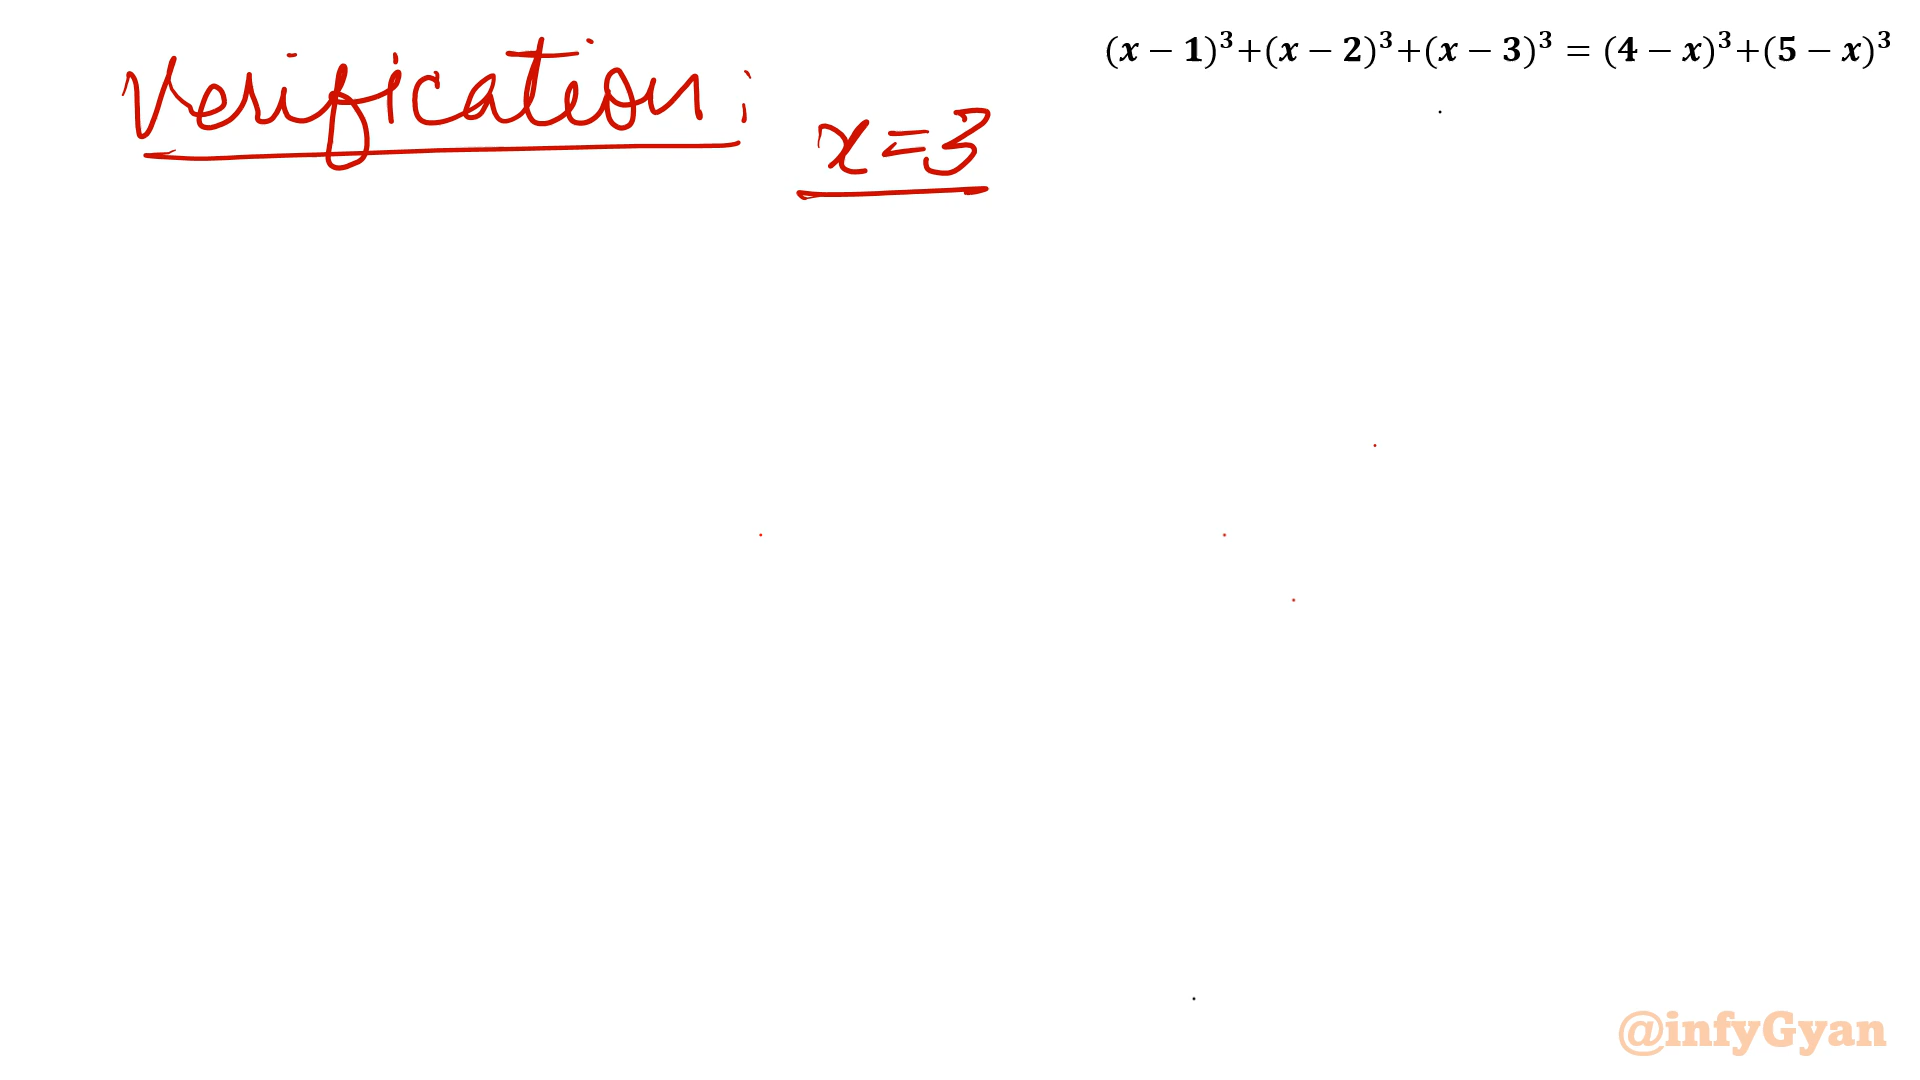 Verification:
(x − 1)³+(x − 2)³+(x − 3)³ = (4 − x)³+(5 − x)³
x=3
@infyGyan